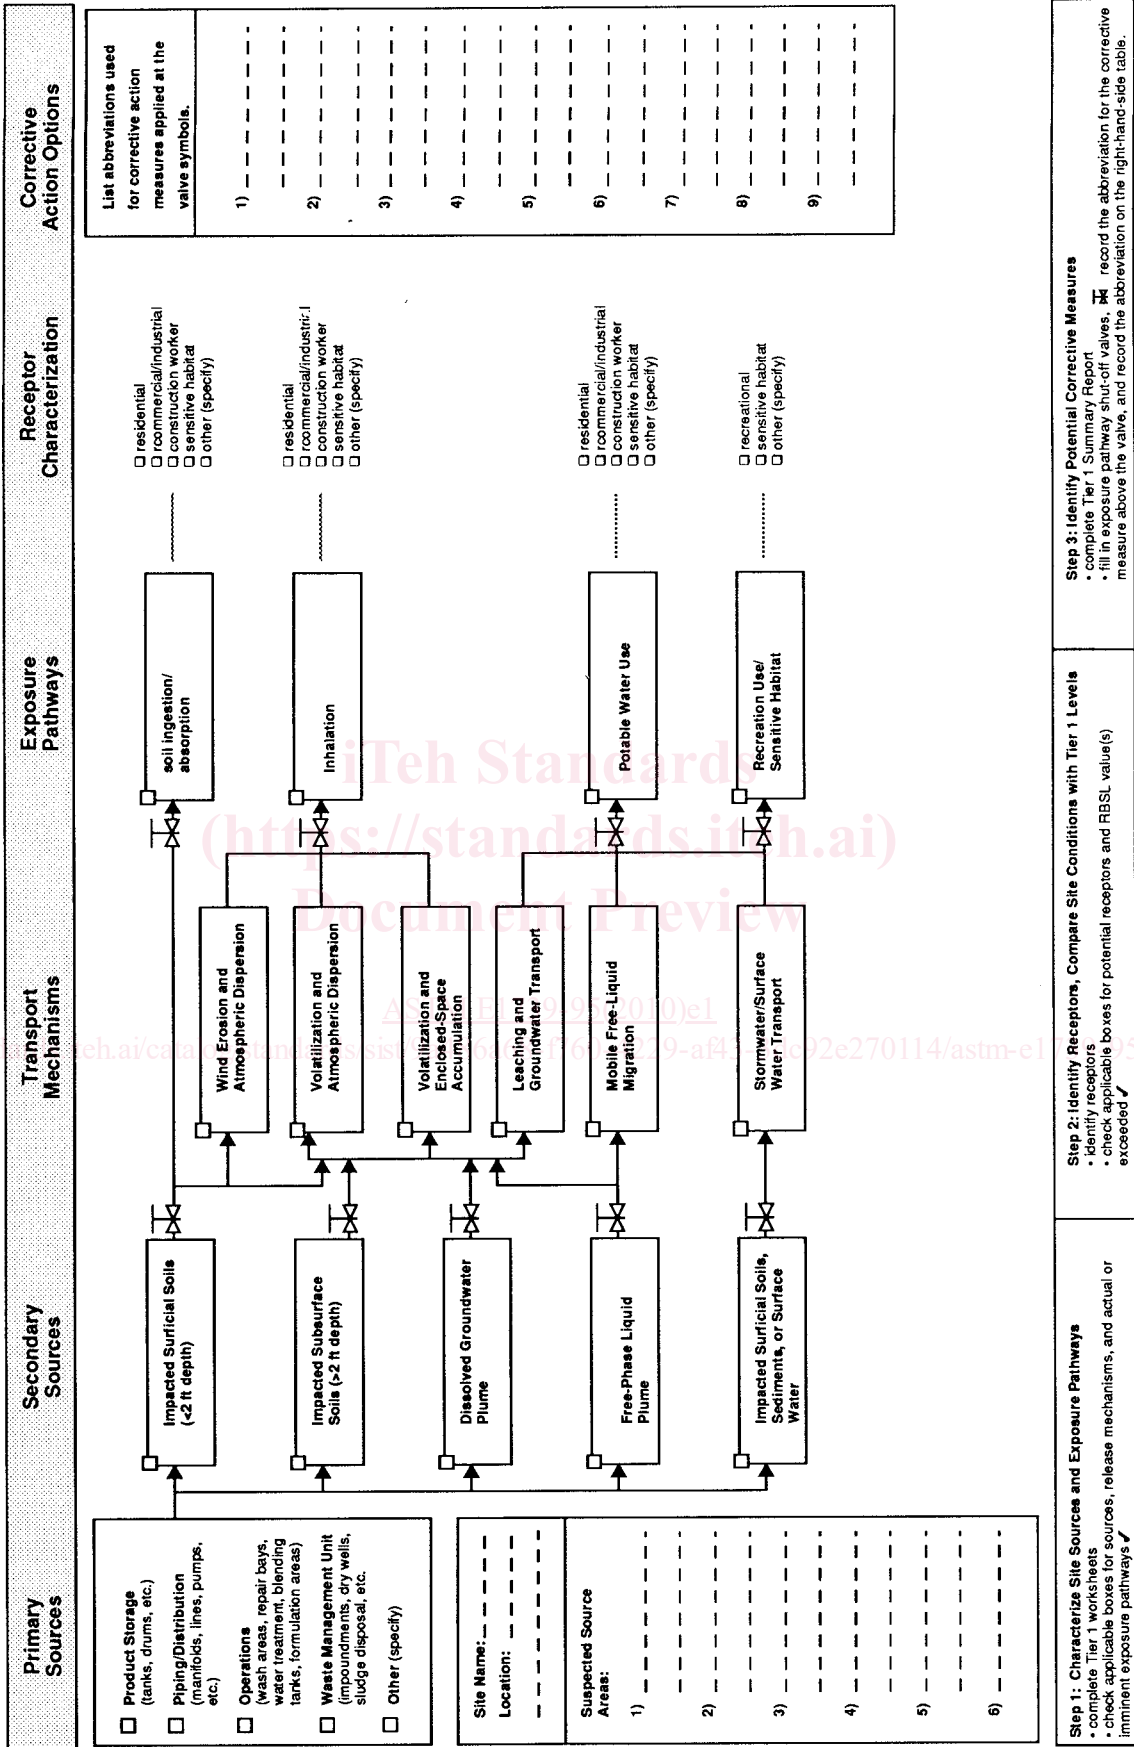 Primary
Sources
Secondary
Sources
Transport
Mechanisms
Exposure
Pathways
Receptor
Characterization
Corrective
Action Options
Product Storage
(tanks, drums, etc.)
Piping/Distribution
(manifolds, lines, pumps,
etc.)
Operations
(wash areas, repair bays,
water treatment, blending
tanks, formulation areas)
Waste Management Unit
(impoundments, dry wells,
sludge disposal, etc.
Other (specify)
Site Name:
Location:
Suspected Source
Areas:
1)
2)
3)
4)
5)
6)
Impacted Surficial Soils
(<2 ft depth)
Impacted Subsurface
Soils (>2 ft depth)
Dissolved Groundwater
Plume
Free-Phase Liquid
Plume
Impacted Surficial Soils,
Sediments, or Surface
Water
Wind Erosion and
Atmospheric Dispersion
Volatilization and
Atmospheric Dispersion
Volatilization and
Enclosed-Space
Accumulation
Leaching and
Groundwater Transport
Mobile Free-Liquid
Migration
Stormwater/Surface
Water Transport
soil ingestion/
absorption
Inhalation
Potable Water Use
Recreation Use/
Sensitive Habitat
residential
rcommercial/industrial
construction worker
sensitive habitat
other (specify)
residential
rcommercial/industrial
construction worker
sensitive habitat
other (specify)
residential
rcommercial/industrial
construction worker
sensitive habitat
other (specify)
recreational
sensitive habitat
other (specify)
List abbreviations used
for corrective action
measures applied at the
valve symbols.
1)
2)
3)
4)
5)
6)
7)
8)
9)
Step 1: Characterize Site Sources and Exposure Pathways
• complete Tier 1 worksheets
• check applicable boxes for sources, release mechanisms, and actual or
imminent exposure pathways ✓
Step 2: Identify Receptors, Compare Site Conditions with Tier 1 Levels
• identify receptors
• check applicable boxes for potential receptors and RBSL value(s)
exceeded ✓
Step 3: Identify Potential Corrective Measures
• complete Tier 1 Summary Report
• fill in exposure pathway shut-off valves, record the abbreviation for the corrective
measure above the valve, and record the abbreviation on the right-hand-side table.
iTeh Standards
(https://standards.iteh.ai)
Document Preview